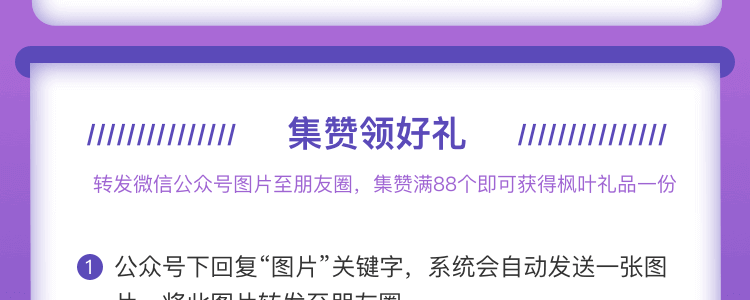 集赞领好礼
转发微信公众号图片至朋友圈，集赞满88个即可获得枫叶礼品一份
1 公众号下回复“图片”关键字，系统会自动发送一张图
片，将此图片转发至朋友圈